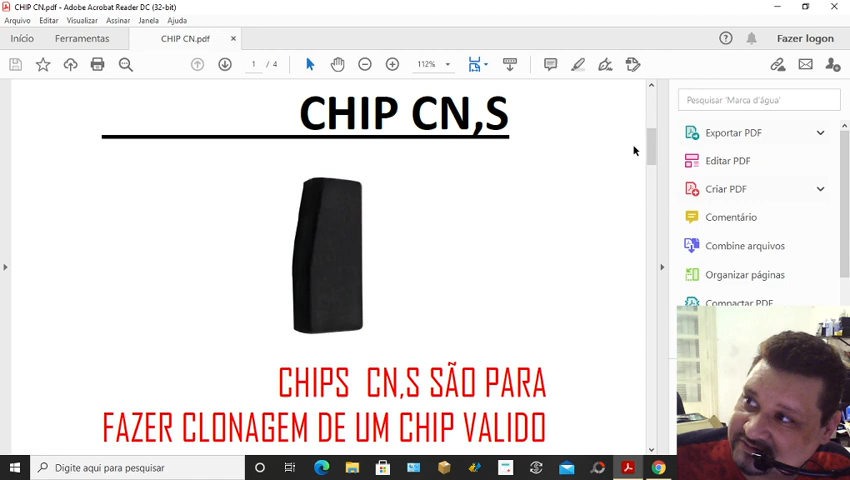 CHIP CN.pdf - Adobe Acrobat Reader DC (32-bit)
Arquivo Editar Visualizar Assinar Janela Ajuda
Início Ferramentas CHIP CN.pdf × Fazer logon
1 / 4 112%
CHIP CN,S
CHIPS CN,S SÃO PARA
FAZER CLONAGEM DE UM CHIP VALIDO
Pesquisar 'Marca d'água'
Exportar PDF
Editar PDF
Criar PDF
Comentário
Combine arquivos
Organizar páginas
Compactar PDF
Digite aqui para pesquisar